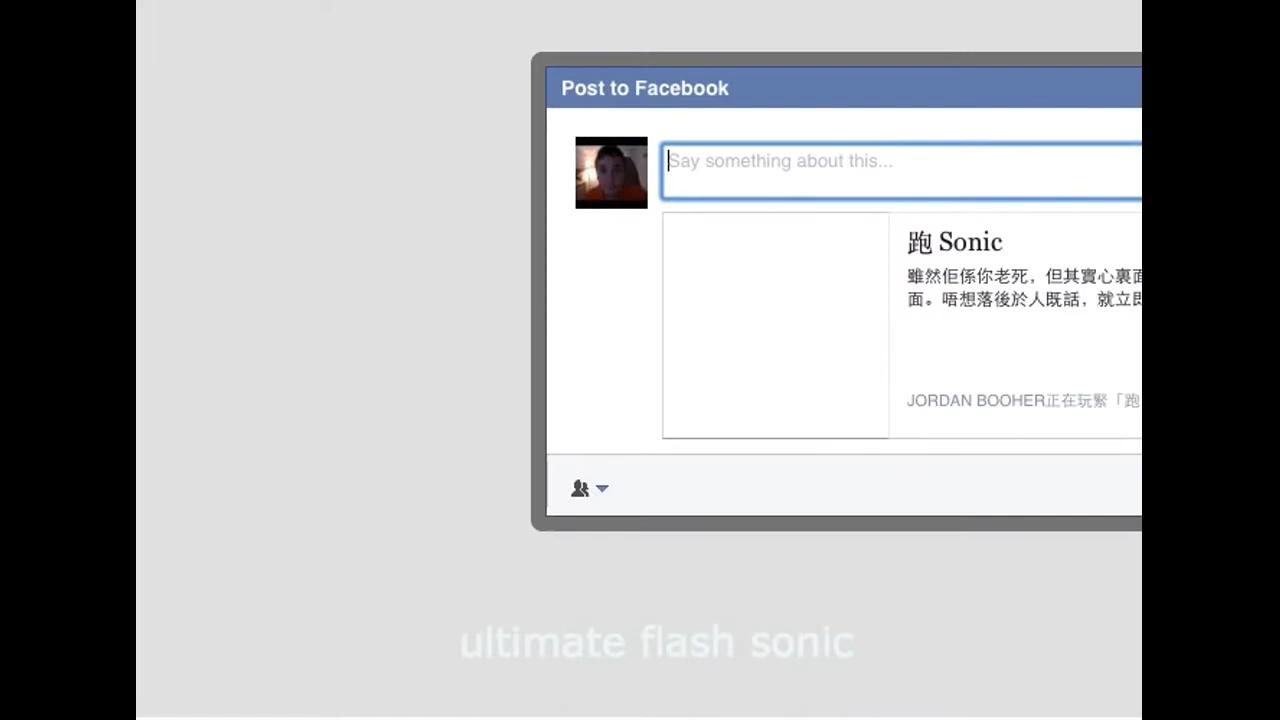 Post to Facebook
Say something about this...
跑 Sonic
雖然佢係你老死，但其實心裏面
面。唔想落後於人既話，就立即
JORDAN BOOHER正在玩緊「跑
ultimate flash sonic